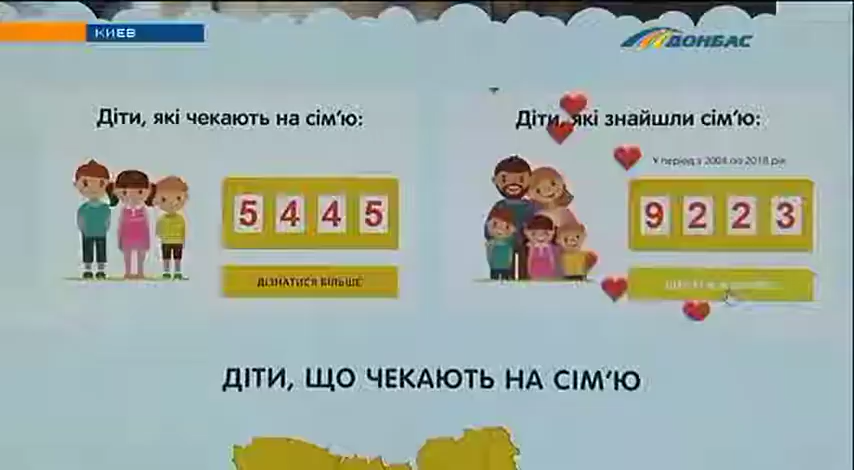 КИЕВ
ДОНБАС
Діти, які чекають на сім'ю:
5445
ДІЗНАТИСЯ БІЛЬШЕ
Діти, які знайшли сім'ю:
У період з 2004 по 2018 рік
9223
ДІТИ, ЩО ЧЕКАЮТЬ НА СІМ'Ю